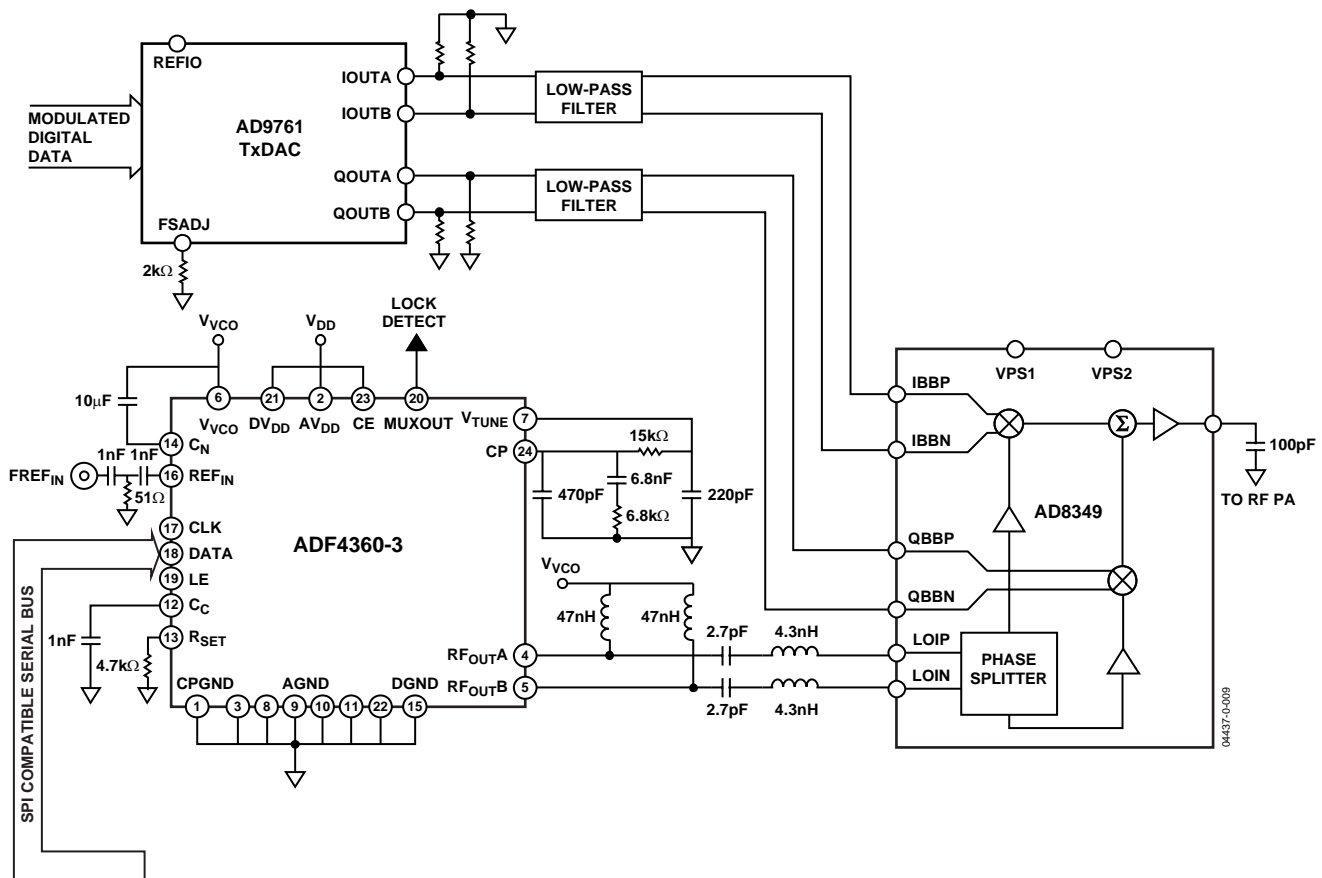 REFIO
MODULATED
DIGITAL
DATA
AD9761
TxDAC
IOUTA
IOUTB
QOUTA
QOUTB
FSADJ
2kΩ
LOW-PASS
FILTER
LOW-PASS
FILTER
LOCK
DETECT
VVCO
VDD
10μF
6
21
2
23
20
VVCO
DVDD
AVDD
CE
MUXOUT
VTUNE
7
CP
24
14
CN
1nF
1nF
FREFIN
16
REFIN
51Ω
17
CLK
18
DATA
19
LE
12
CC
13
RSET
1nF
4.7kΩ
ADF4360-3
15kΩ
470pF
6.8nF
6.8kΩ
220pF
VVCO
47nH
47nH
2.7pF
4.3nH
RFOUTA
4
RFOUTB
5
2.7pF
4.3nH
CPGND
AGND
DGND
1
3
8
9
10
11
22
15
SPI COMPATIBLE SERIAL BUS
VPS1
VPS2
IBBP
IBBN
Σ
100pF
TO RF PA
AD8349
QBBP
QBBN
LOIP
LOIN
PHASE
SPLITTER
04437-0-009